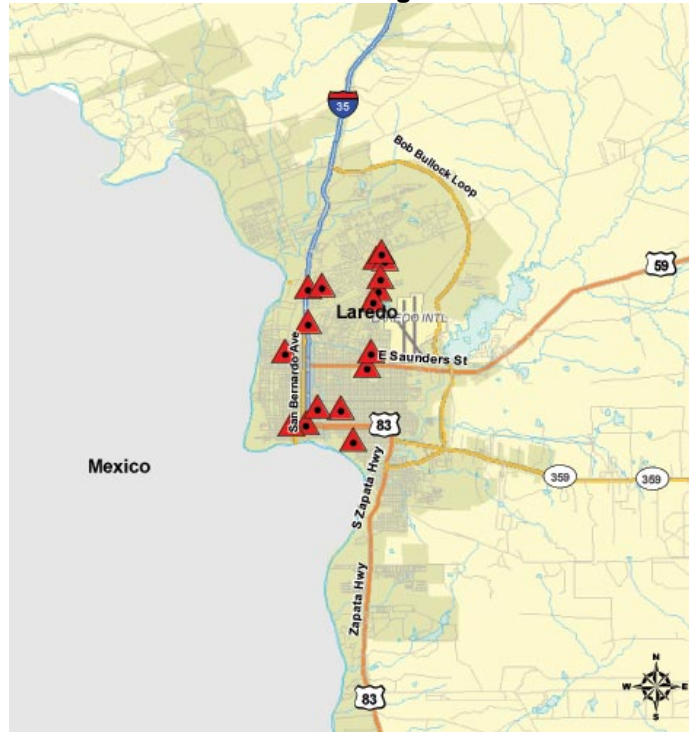 35
Bob Bullock Loop
59
Laredo
LAREDO INTL
E Saunders St
San Bernardo Ave
83
Mexico
359
359
S Zapata Hwy
Zapata Hwy
N
W
E
S
83